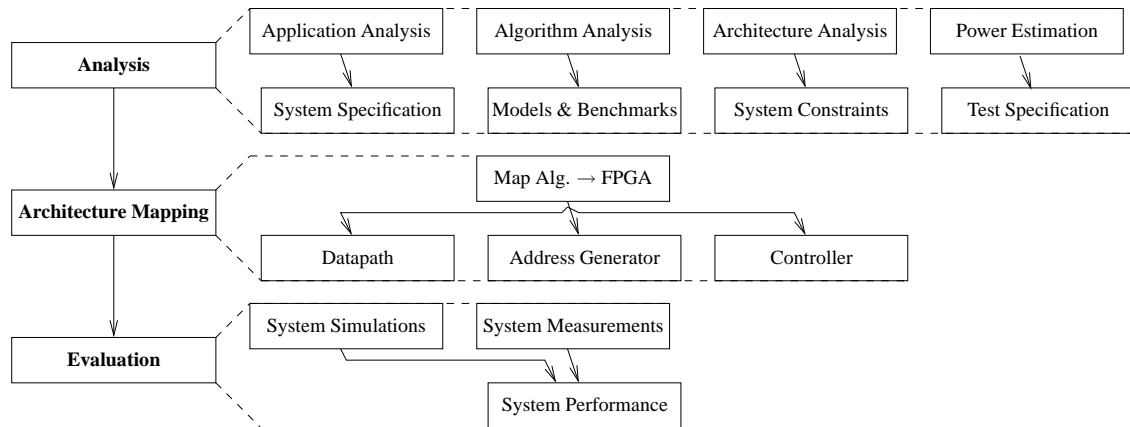 Application Analysis
Algorithm Analysis
Architecture Analysis
Power Estimation
Analysis
System Specification
Models & Benchmarks
System Constraints
Test Specification
Map Alg. → FPGA
Architecture Mapping
Datapath
Address Generator
Controller
System Simulations
System Measurements
Evaluation
System Performance